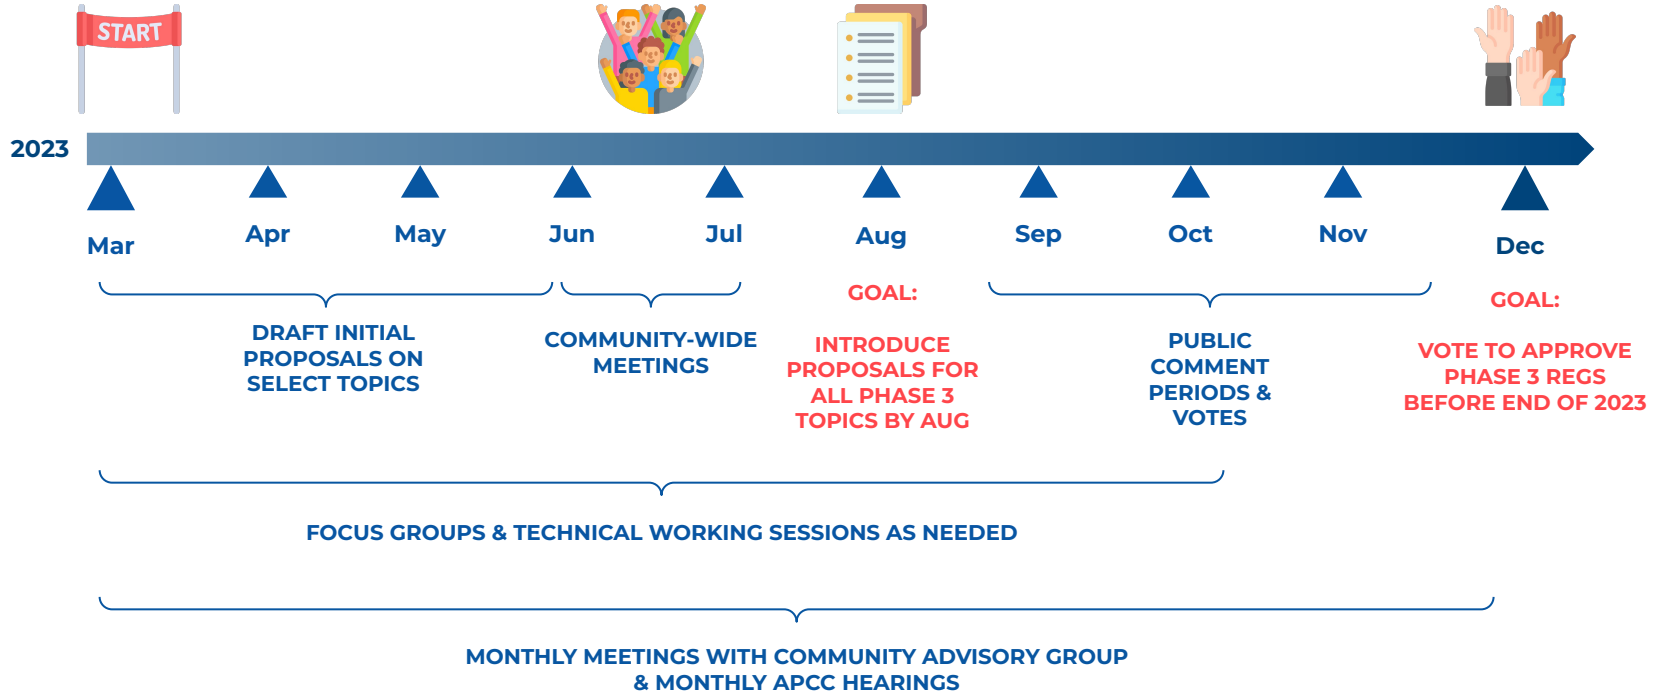 START
2023
Mar
Apr
May
Jun
Jul
Aug
Sep
Oct
Nov
Dec
DRAFT INITIAL
PROPOSALS ON
SELECT TOPICS
COMMUNITY-WIDE
MEETINGS
GOAL:
INTRODUCE
PROPOSALS FOR
ALL PHASE 3
TOPICS BY AUG
PUBLIC
COMMENT
PERIODS &
VOTES
GOAL:
VOTE TO APPROVE
PHASE 3 REGS
BEFORE END OF 2023
FOCUS GROUPS & TECHNICAL WORKING SESSIONS AS NEEDED
MONTHLY MEETINGS WITH COMMUNITY ADVISORY GROUP
& MONTHLY APCC HEARINGS